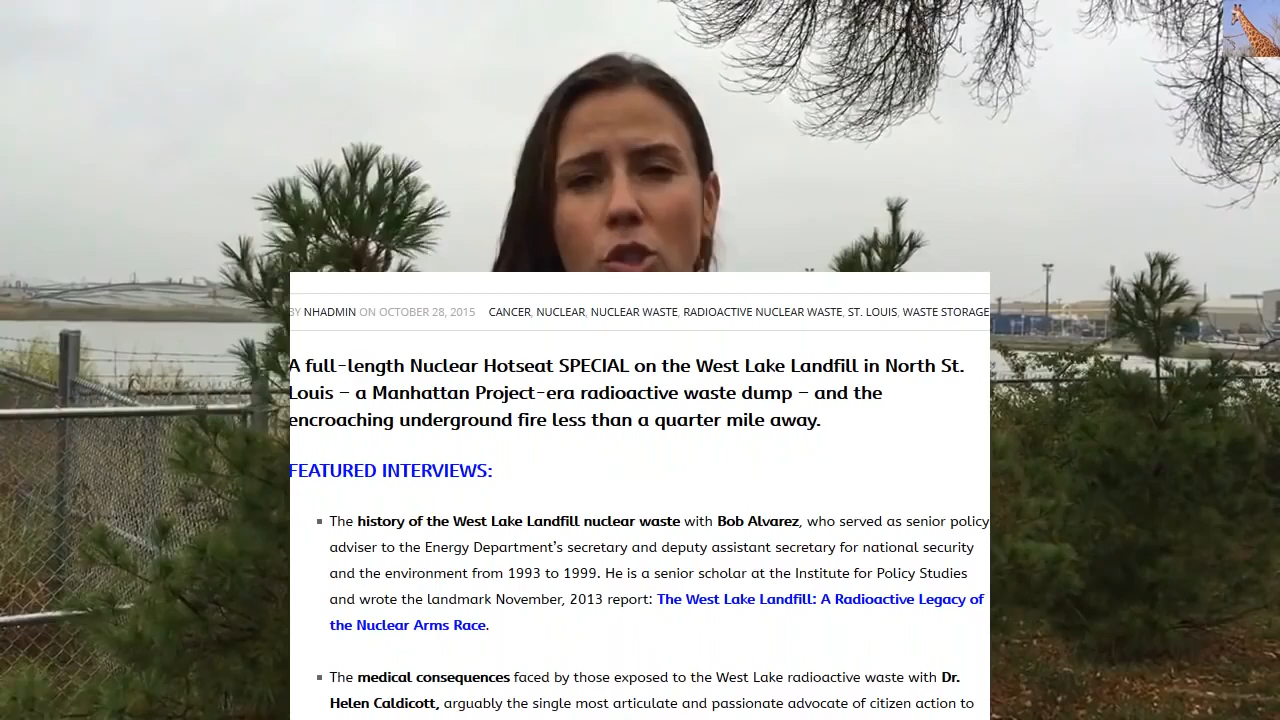 BY NHADMIN ON OCTOBER 28, 2015 CANCER, NUCLEAR, NUCLEAR WASTE, RADIOACTIVE NUCLEAR WASTE, ST. LOUIS, WASTE STORAGE
A full-length Nuclear Hotseat SPECIAL on the West Lake Landfill in North St.
Louis – a Manhattan Project-era radioactive waste dump – and the
encroaching underground fire less than a quarter mile away.
FEATURED INTERVIEWS:
The history of the West Lake Landfill nuclear waste with Bob Alvarez, who served as senior policy
adviser to the Energy Department’s secretary and deputy assistant secretary for national security
and the environment from 1993 to 1999. He is a senior scholar at the Institute for Policy Studies
and wrote the landmark November, 2013 report: The West Lake Landfill: A Radioactive Legacy of
the Nuclear Arms Race.
The medical consequences faced by those exposed to the West Lake radioactive waste with Dr.
Helen Caldicott, arguably the single most articulate and passionate advocate of citizen action to